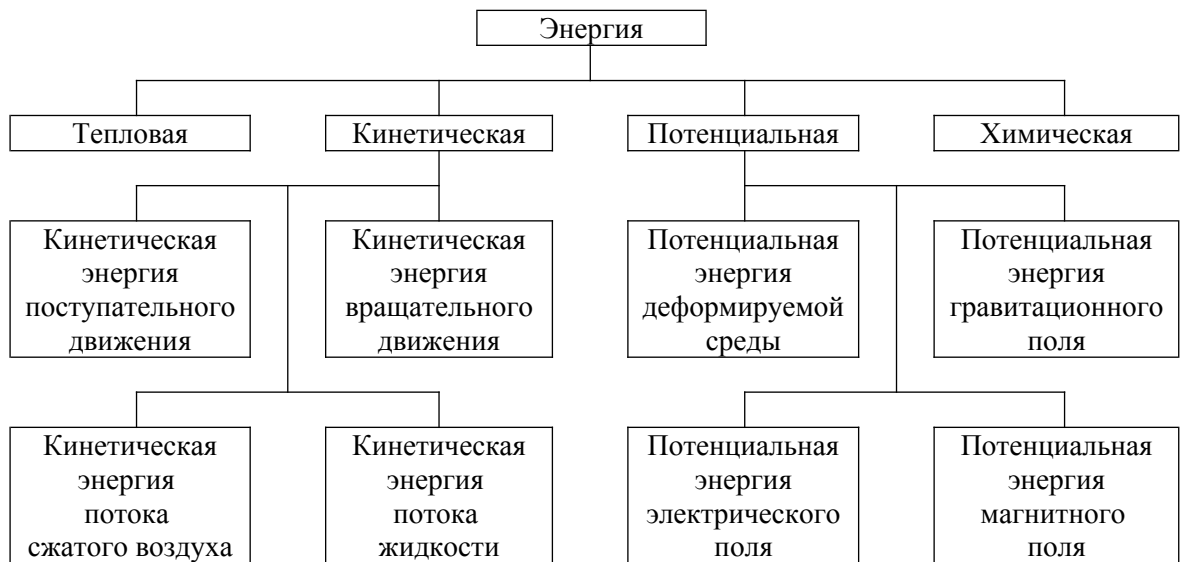 Энергия
Тепловая
Кинетическая
Потенциальная
Химическая
Кинетическая
энергия
поступательного
движения
Кинетическая
энергия
вращательного
движения
Потенциальная
энергия
деформируемой
среды
Потенциальная
энергия
гравитационного
поля
Кинетическая
энергия
потока
сжатого воздуха
Кинетическая
энергия
потока
жидкости
Потенциальная
энергия
электрического
поля
Потенциальная
энергия
магнитного
поля